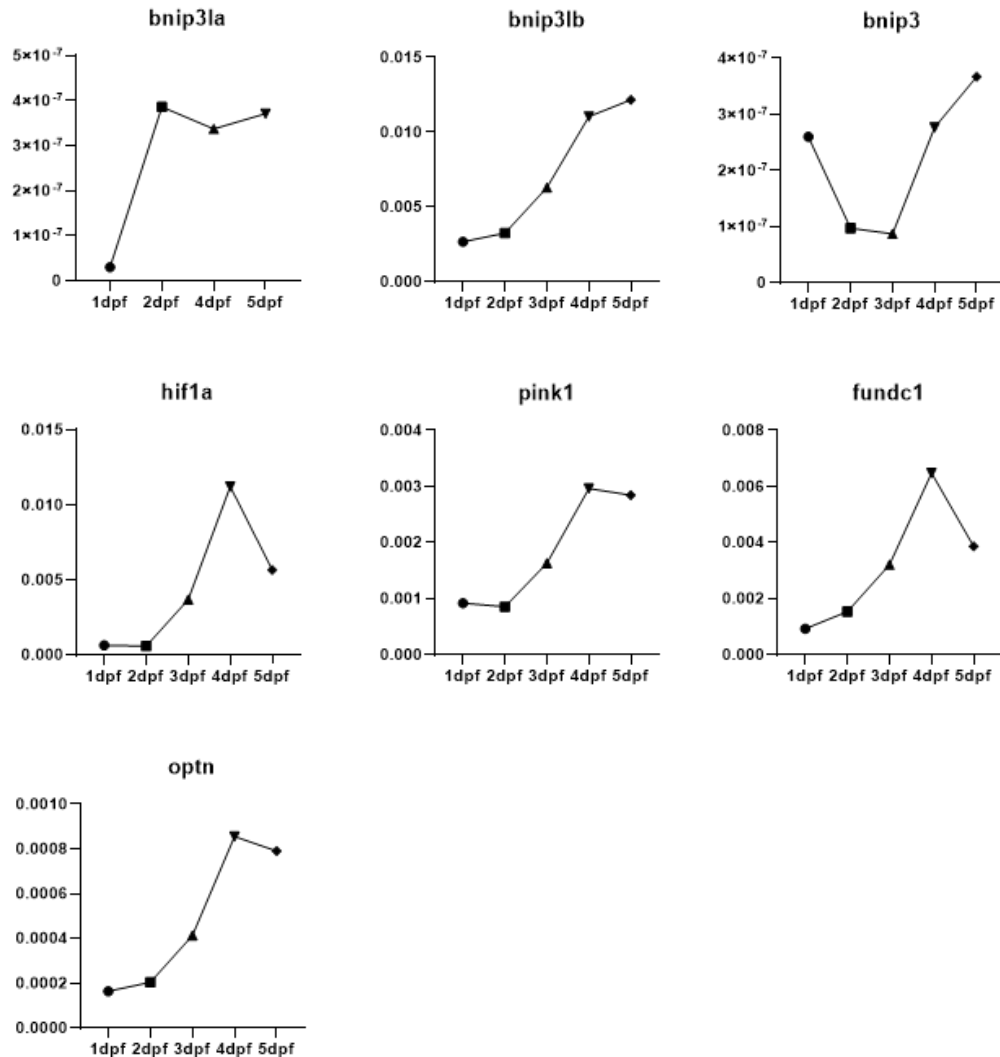 bnip3la
5×10⁻⁷
4×10⁻⁷
3×10⁻⁷
2×10⁻⁷
1×10⁻⁷
0
1dpf 2dpf 4dpf 5dpf
bnip3lb
0.015
0.010
0.005
0.000
1dpf 2dpf 3dpf 4dpf 5dpf
bnip3
4×10⁻⁷
3×10⁻⁷
2×10⁻⁷
1×10⁻⁷
0
1dpf 2dpf 3dpf 4dpf 5dpf
hif1a
0.015
0.010
0.005
0.000
1dpf 2dpf 3dpf 4dpf 5dpf
pink1
0.004
0.003
0.002
0.001
0.000
1dpf 2dpf 3dpf 4dpf 5dpf
fundc1
0.008
0.006
0.004
0.002
0.000
1dpf 2dpf 3dpf 4dpf 5dpf
optn
0.0010
0.0008
0.0006
0.0004
0.0002
0.0000
1dpf 2dpf 3dpf 4dpf 5dpf